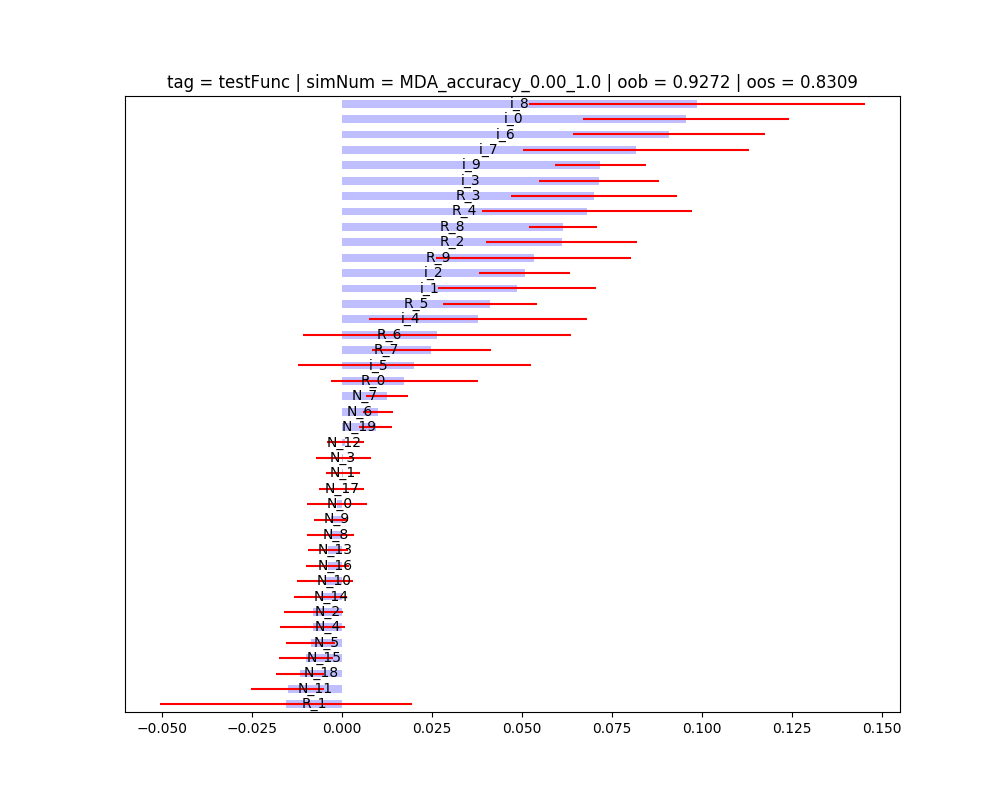 tag = testFunc | simNum = MDA_accuracy_0.00_1.0 | oob = 0.9272 | oos = 0.8309
i_8
i_0
i_6
i_7
i_9
i_3
R_3
R_4
R_8
R_2
R_9
i_2
i_1
R_5
i_4
R_6
R_7
i_5
R_0
N_7
N_6
N_19
N_12
N_3
N_1
N_17
N_0
N_9
N_8
N_13
N_16
N_10
N_14
N_2
N_4
N_5
N_15
N_18
N_11
R_1
−0.050 −0.025 0.000 0.025 0.050 0.075 0.100 0.125 0.150